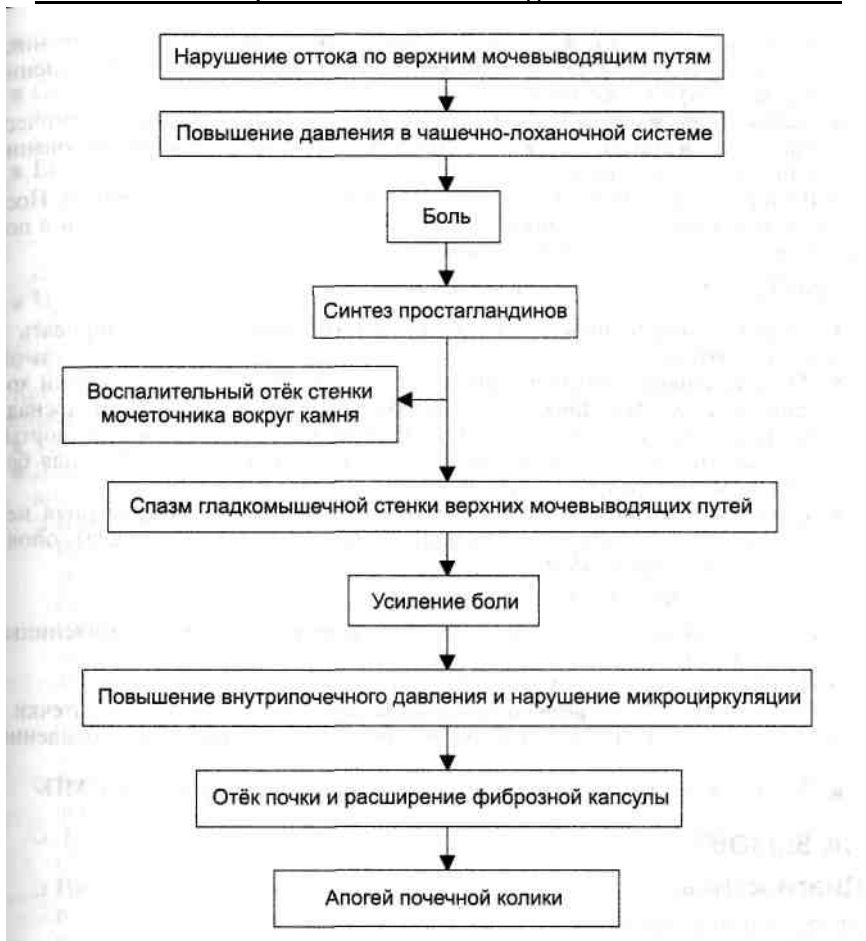 Нарушение оттока по верхним мочевыводящим путям
Повышение давления в чашечно-лоханочной системе
Боль
Синтез простагландинов
Воспалительный отёк стенки
мочеточника вокруг камня
Спазм гладкомышечной стенки верхних мочевыводящих путей
Усиление боли
Повышение внутрипочечного давления и нарушение микроциркуляции
Отёк почки и расширение фиброзной капсулы
Апогей почечной колики